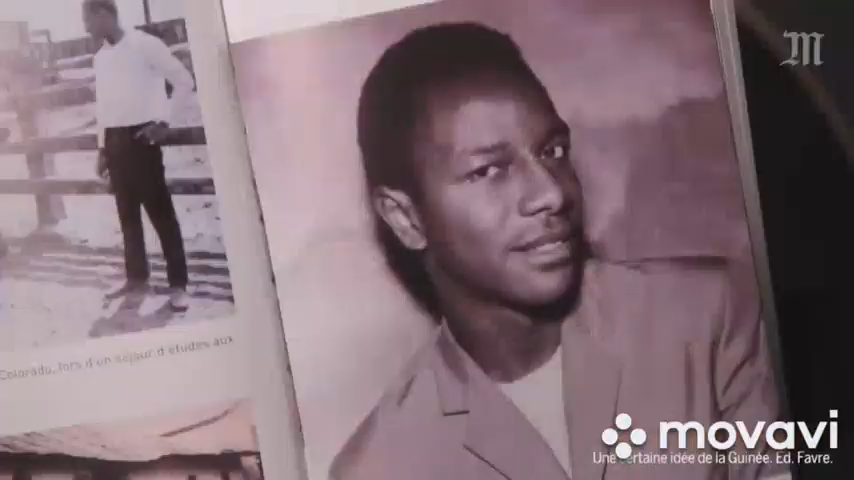 M
Colorado, lors d'un séjour d'études aux
movavi
Une certaine idée de la Guinée. Ed. Favre.